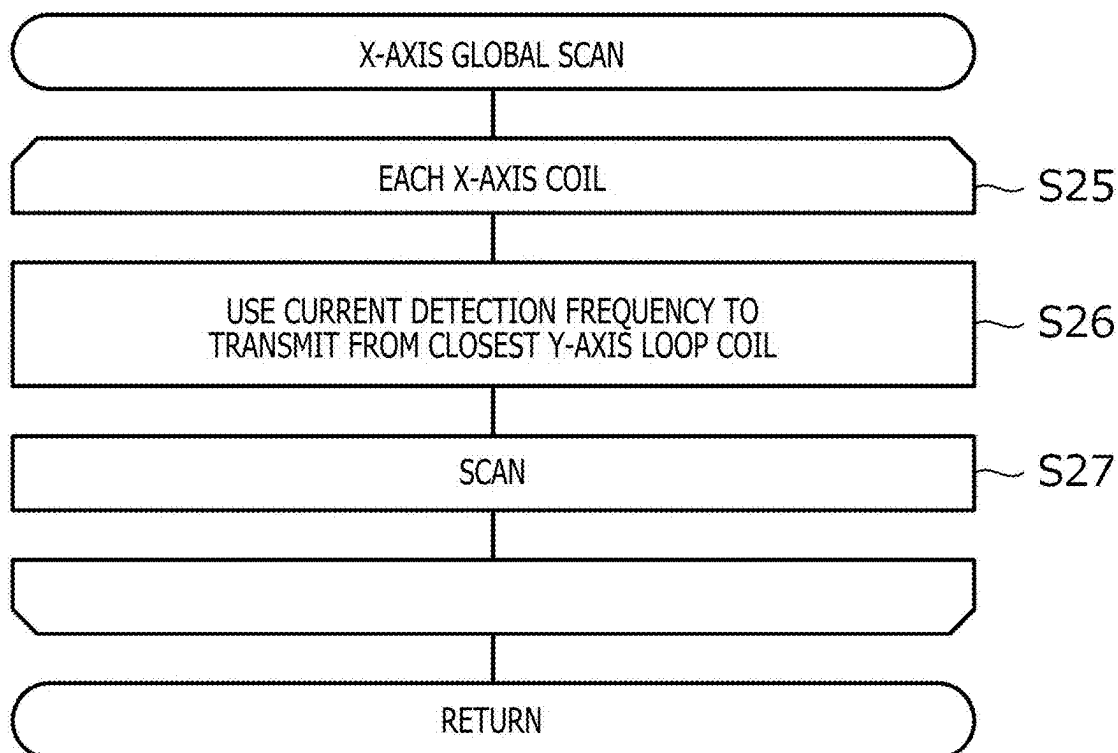 X-AXIS GLOBAL SCAN
EACH X-AXIS COIL
S25
USE CURRENT DETECTION FREQUENCY TO
TRANSMIT FROM CLOSEST Y-AXIS LOOP COIL
S26
SCAN
S27
RETURN